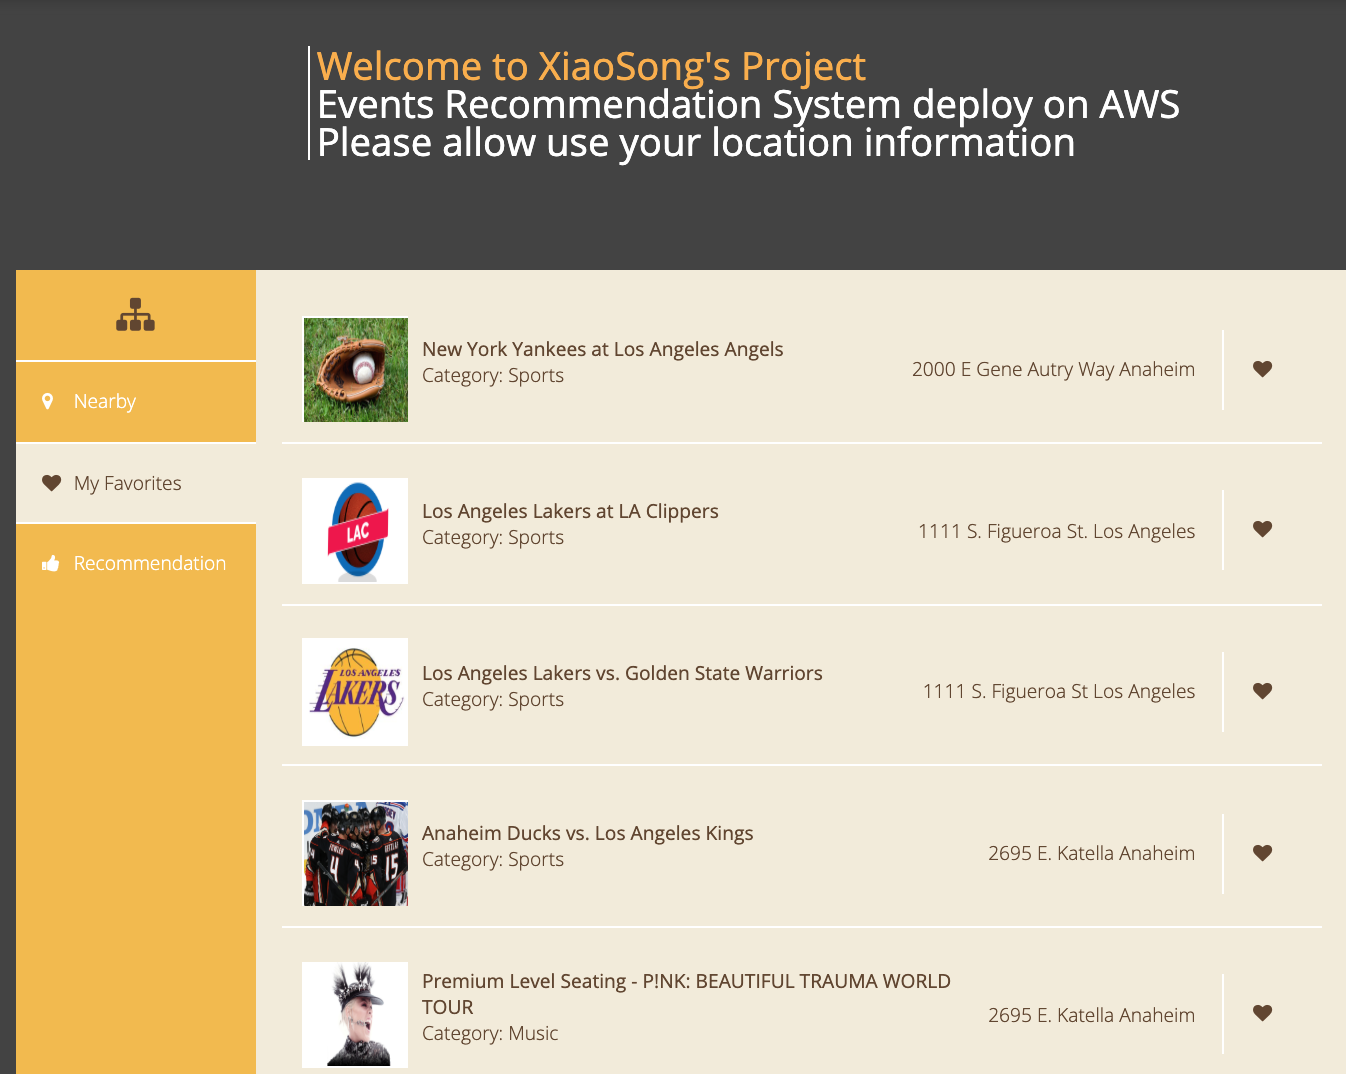 Welcome to XiaoSong's Project
Events Recommendation System deploy on AWS
Please allow use your location information
Nearby
My Favorites
Recommendation
New York Yankees at Los Angeles Angels
Category: Sports
2000 E Gene Autry Way Anaheim
LAC
Los Angeles Lakers at LA Clippers
Category: Sports
1111 S. Figueroa St. Los Angeles
LOS ANGELES
LAKERS
Los Angeles Lakers vs. Golden State Warriors
Category: Sports
1111 S. Figueroa St Los Angeles
4
15
15
Anaheim Ducks vs. Los Angeles Kings
Category: Sports
2695 E. Katella Anaheim
Premium Level Seating - P!NK: BEAUTIFUL TRAUMA WORLD
TOUR
Category: Music
2695 E. Katella Anaheim